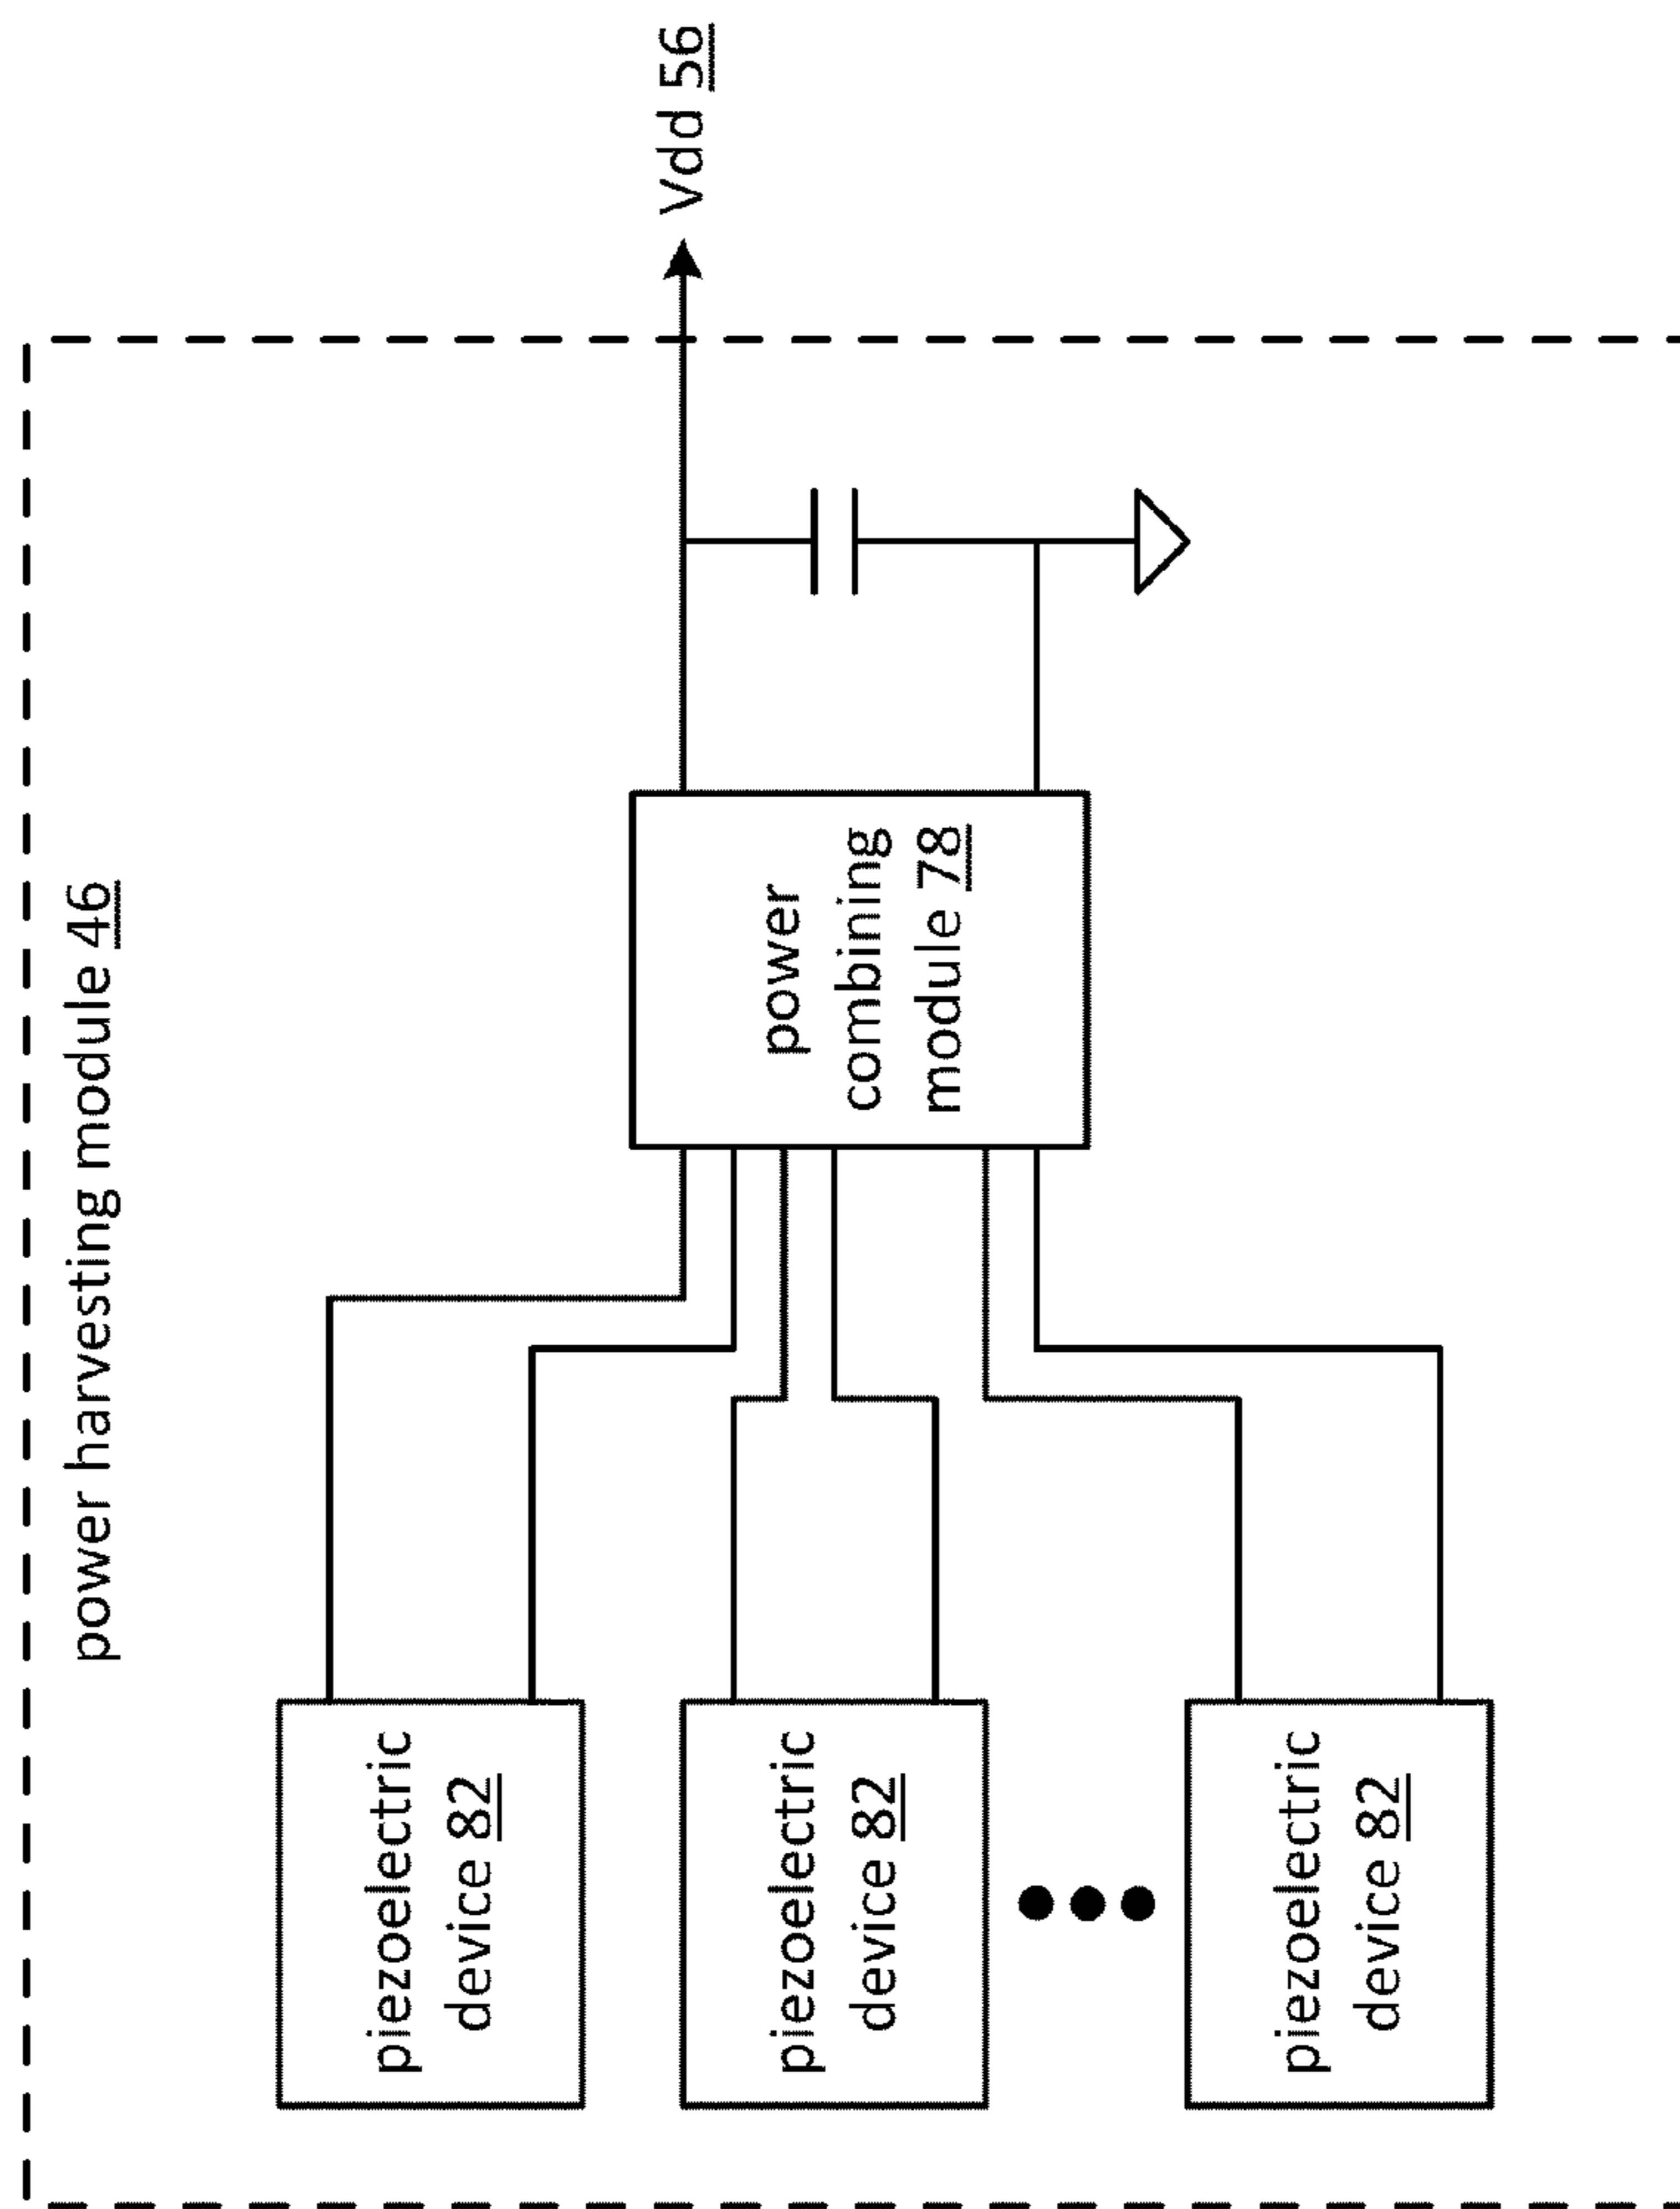 power harvesting module 46
piezoelectric
device 82
piezoelectric
device 82
piezoelectric
device 82
power
combining
module 78
Vdd 56